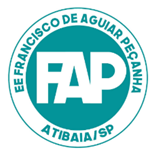 EE FRANCISCO DE AGUIAR PEÇANHA
FAP
ATIBAIA/SP